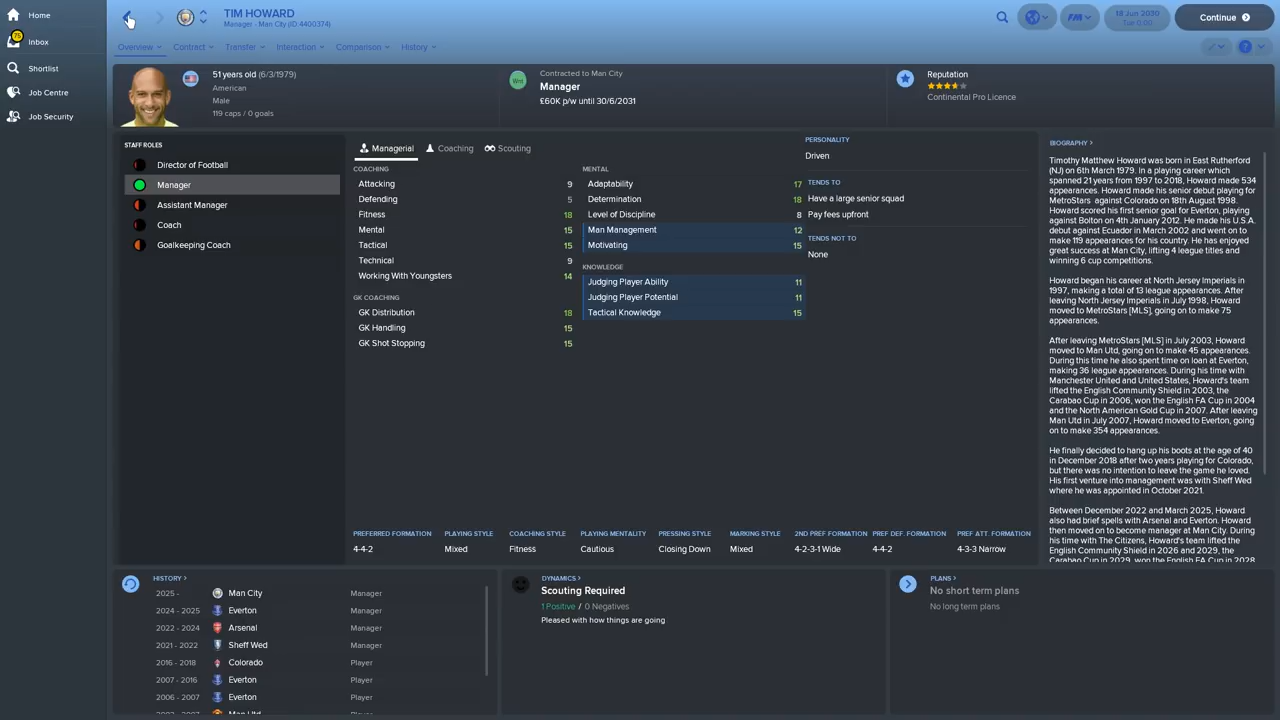 Home
75
Inbox
Shortlist
Job Centre
Job Security
TIM HOWARD
Manager - Man City (ID:4400374)
FM
18 Jun 2030
Tue 0:00
Continue
Overview
Contract
Transfer
Interaction
Comparison
History
?
51 years old (6/3/1979)
American
Male
119 caps / 0 goals
Wnt
Contracted to Man City
Manager
£60K p/w until 30/6/2031
Reputation
Continental Pro Licence
STAFF ROLES
Director of Football
Manager
Assistant Manager
Coach
Goalkeeping Coach
Managerial
Coaching
Scouting
COACHING
Attacking 9
Defending 5
Fitness 18
Mental 15
Tactical 15
Technical 9
Working With Youngsters 14
GK COACHING
GK Distribution 18
GK Handling 15
GK Shot Stopping 15
MENTAL
Adaptability 17
Determination 18
Level of Discipline 8
Man Management 12
Motivating 15
KNOWLEDGE
Judging Player Ability 11
Judging Player Potential 11
Tactical Knowledge 15
PERSONALITY
Driven
TENDS TO
Have a large senior squad
Pay fees upfront
TENDS NOT TO
None
PREFERRED FORMATION
4-4-2
PLAYING STYLE
Mixed
COACHING STYLE
Fitness
PLAYING MENTALITY
Cautious
PRESSING STYLE
Closing Down
MARKING STYLE
Mixed
2ND PREF FORMATION
4-2-3-1 Wide
PREF DEF. FORMATION
4-4-2
PREF ATT. FORMATION
4-3-3 Narrow
BIOGRAPHY >
Timothy Matthew Howard was born in East Rutherford
(NJ) on 6th March 1979. In a playing career which
spanned 21 years from 1997 to 2018, Howard made 534
appearances. Howard made his senior debut playing for
MetroStars against Colorado on 18th August 1998.
Howard scored his first senior goal for Everton, playing
against Bolton on 4th January 2012. He made his U.S.A.
debut against Ecuador in March 2002 and went on to
make 119 appearances for his country. He has enjoyed
great success at Man City, lifting 4 league titles and
winning 6 cup competitions.
Howard began his career at North Jersey Imperials in
1997, making a total of 13 league appearances. After
leaving North Jersey Imperials in July 1998, Howard
moved to MetroStars [MLS], going on to make 75
appearances.
After leaving MetroStars [MLS] in July 2003, Howard
moved to Man Utd, going on to make 45 appearances.
During this time he also spent time on loan at Everton,
making 36 league appearances. During his time with
Manchester United and United States, Howard's team
lifted the English Community Shield in 2003, the
Carabao Cup in 2006, won the English FA Cup in 2004
and the North American Gold Cup in 2007. After leaving
Man Utd in July 2007, Howard moved to Everton, going
on to make 354 appearances.
He finally decided to hang up his boots at the age of 40
in December 2018 after two years playing for Colorado,
but there was no intention to leave the game he loved.
His first venture into management was with Sheff Wed
where he was appointed in October 2021.
Between December 2022 and March 2025, Howard
also had brief spells with Arsenal and Everton. Howard
then moved on to become manager at Man City. During
his time with The Citizens, Howard's team lifted the
English Community Shield in 2026 and 2029, the
Carabao Cup in 2029, won the English FA Cup in 2028
HISTORY >
2025 - Man City Manager
2024 - 2025 Everton Manager
2022 - 2024 Arsenal Manager
2021 - 2022 Sheff Wed Manager
2016 - 2018 Colorado Player
2007 - 2016 Everton Player
2006 - 2007 Everton Player
2003 - 2007 Man Utd Player
DYNAMICS >
Scouting Required
1 Positive / 0 Negatives
Pleased with how things are going
PLANS >
No short term plans
No long term plans